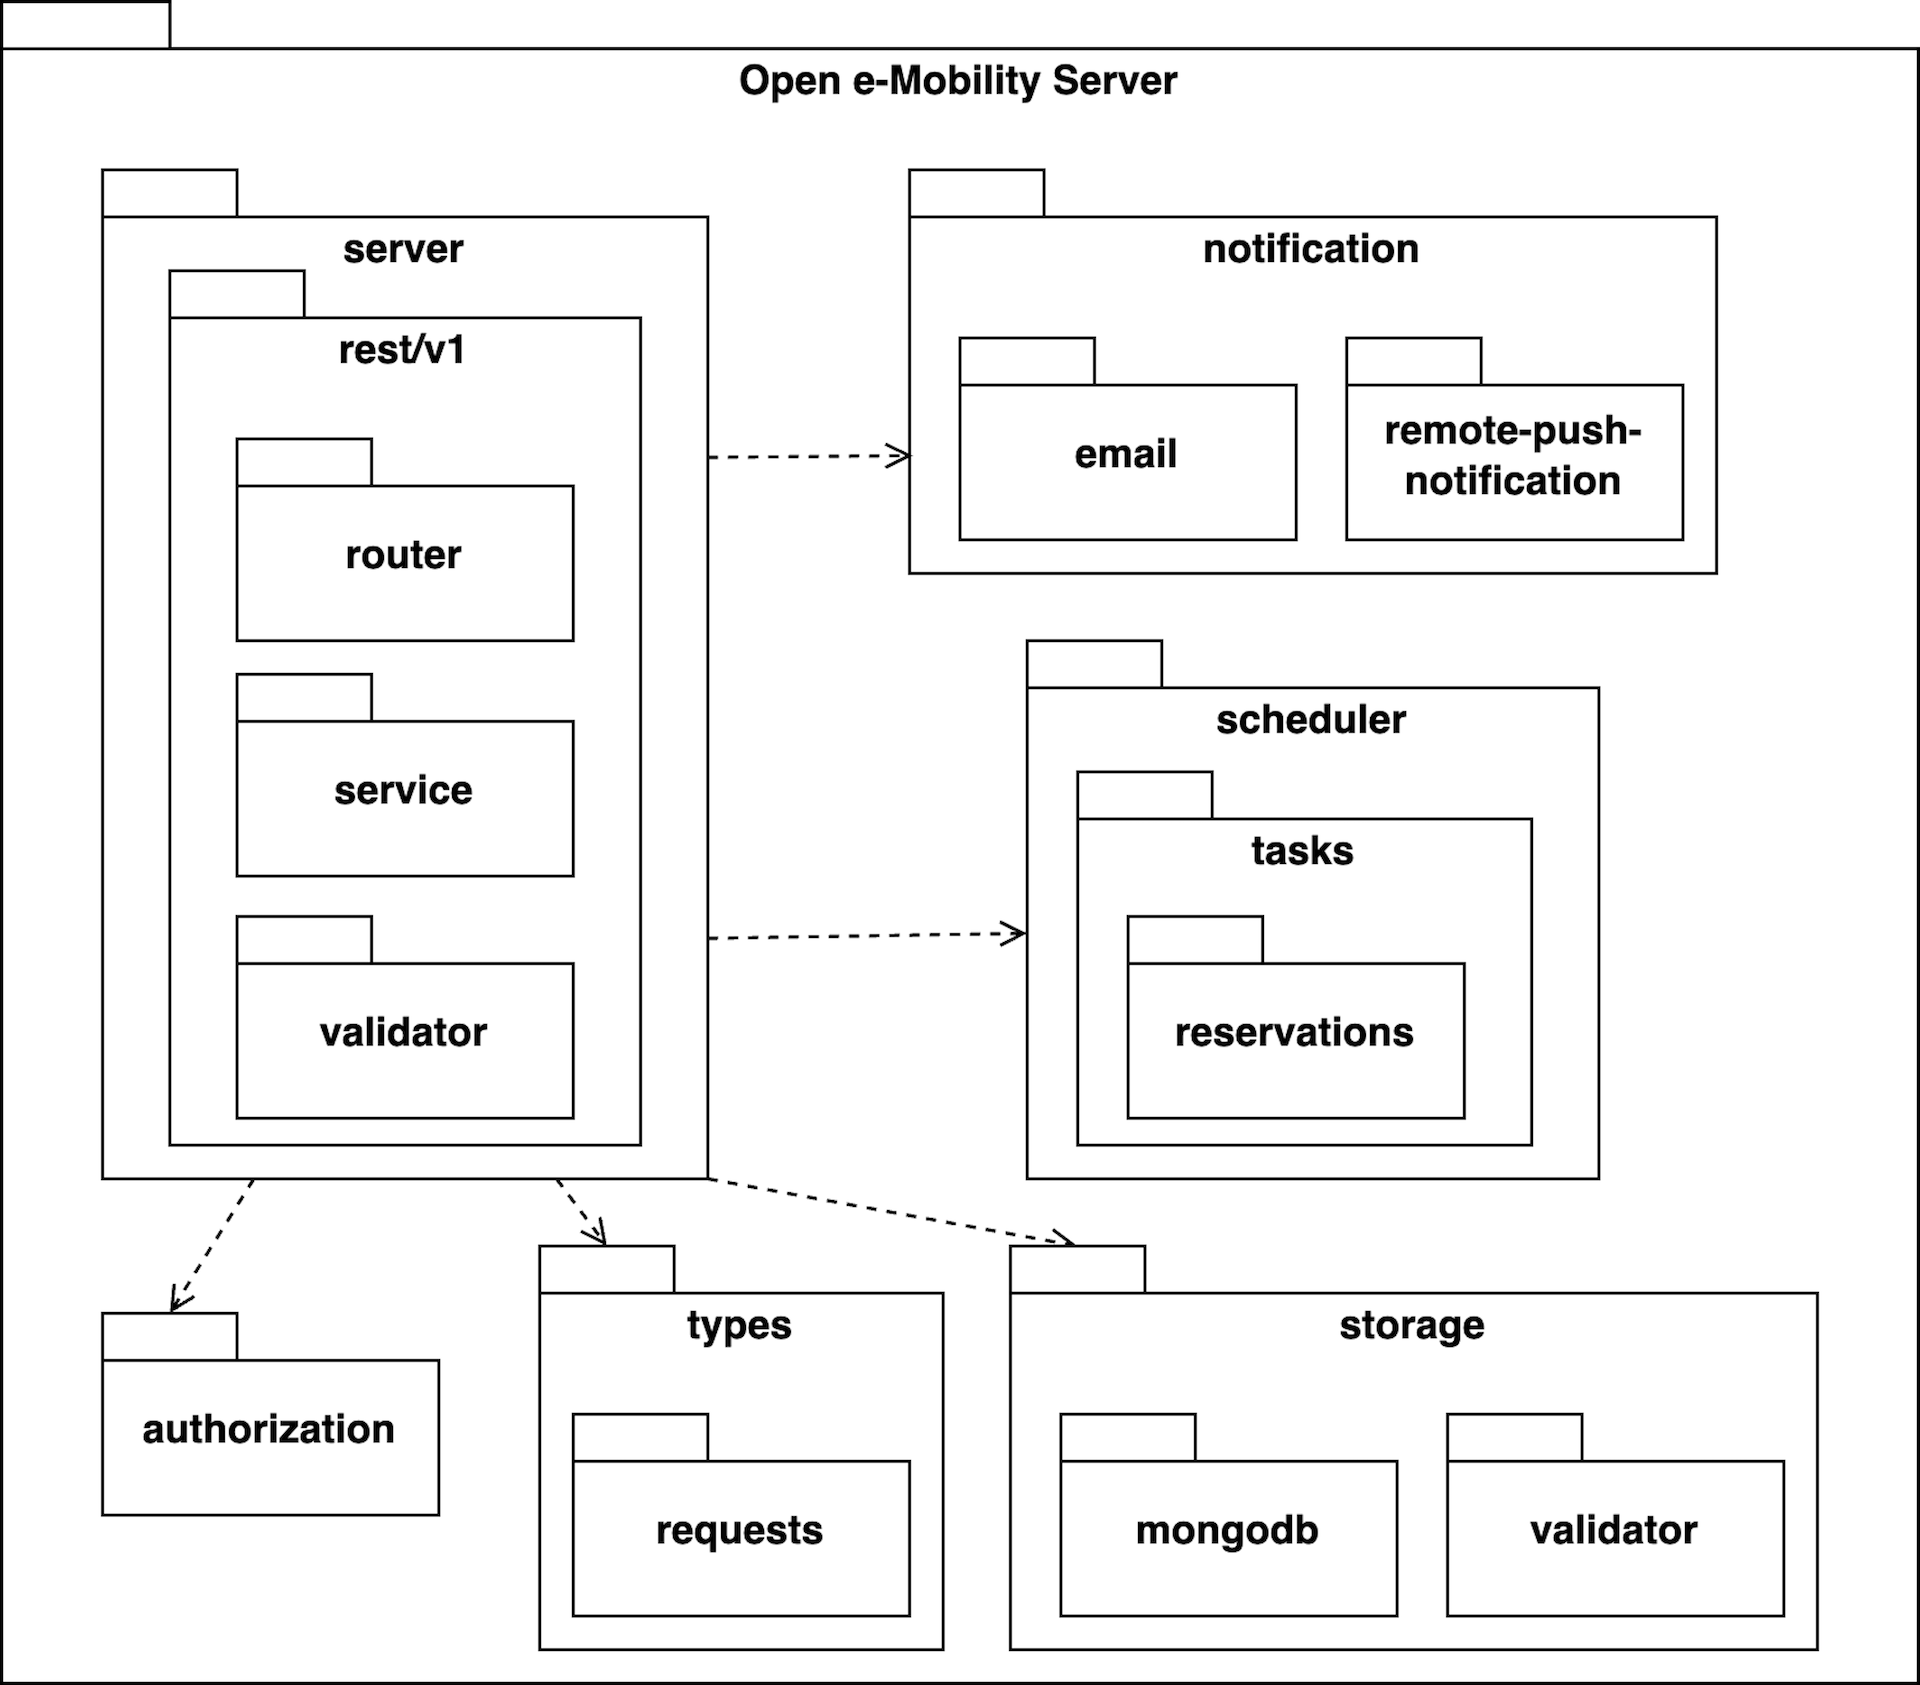 Open e-Mobility Server
server
rest/v1
router
service
validator
notification
email
remote-push-
notification
scheduler
tasks
reservations
authorization
types
requests
storage
mongodb
validator